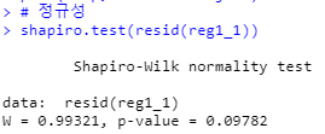 > # 정규성
> shapiro.test(resid(reg1_1))
Shapiro-Wilk normality test
data:  resid(reg1_1)
W = 0.99321, p-value = 0.09782